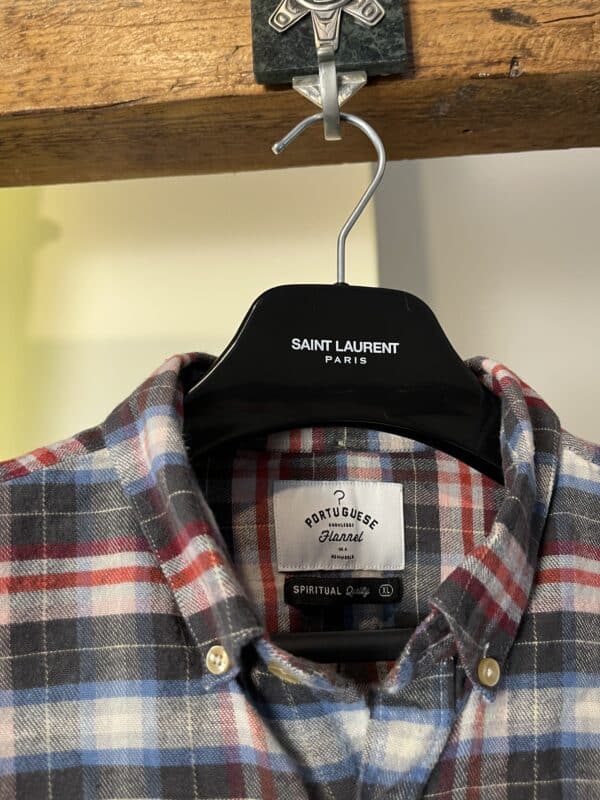 SAINT LAURENT
PARIS
PORTUGUESE
Flannel
SPIRITUAL Quality XL